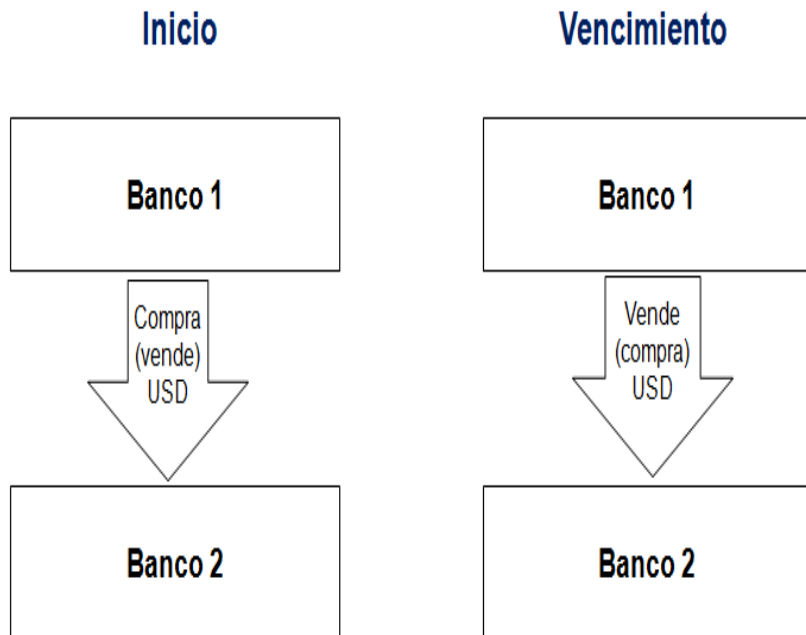 Inicio
Vencimiento
Banco 1
Banco 1
Compra
(vende)
USD
Vende
(compra)
USD
Banco 2
Banco 2